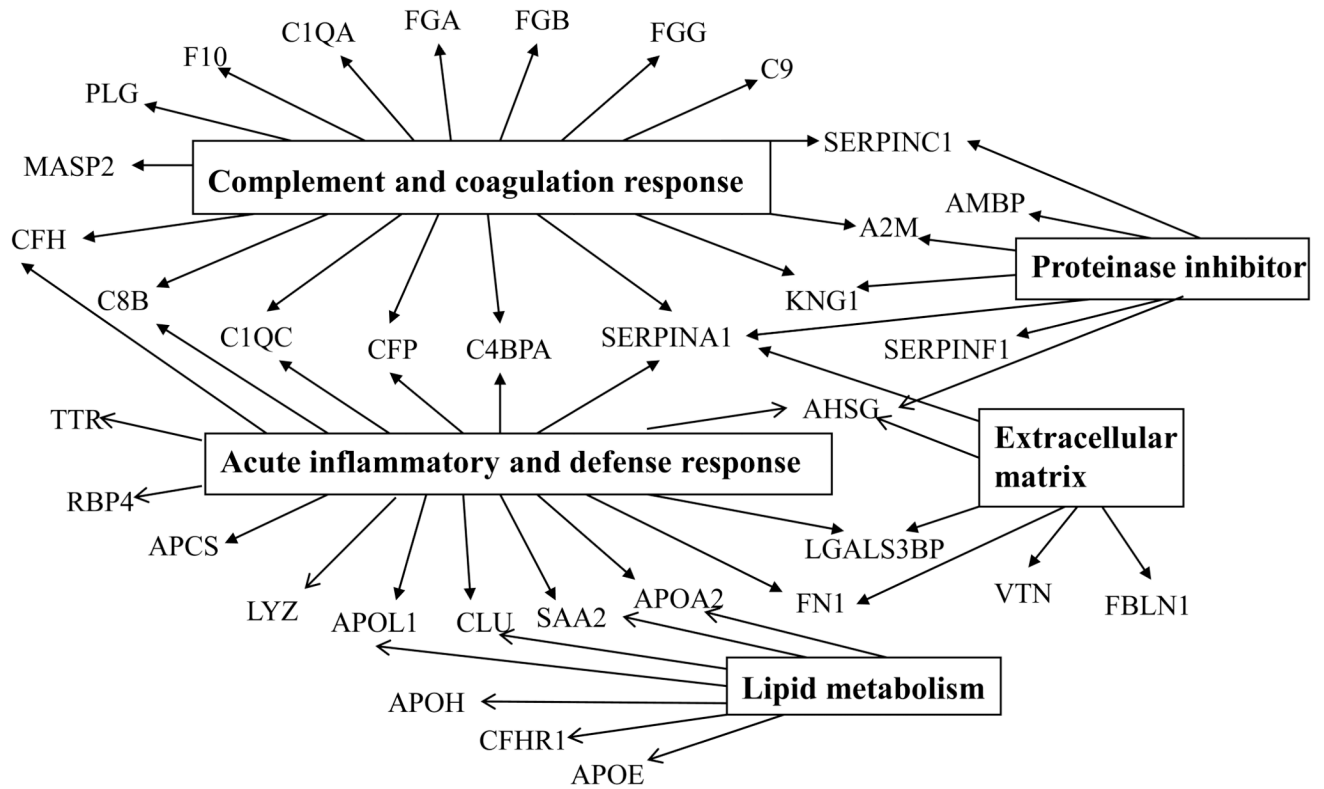 FGA
FGB
C1QA
FGG
F10
C9
PLG
SERPINC1
MASP2
Complement and coagulation response
AMBP
A2M
CFH
Proteinase inhibitor
C8B
KNG1
C1QC
CFP
C4BPA
SERPINA1
SERPINF1
TTR
AHSG
Extracellular
matrix
Acute inflammatory and defense response
RBP4
APCS
LGALS3BP
LYZ
APOL1
CLU
SAA2
APOA2
FN1
VTN
FBLN1
Lipid metabolism
APOH
CFHR1
APOE